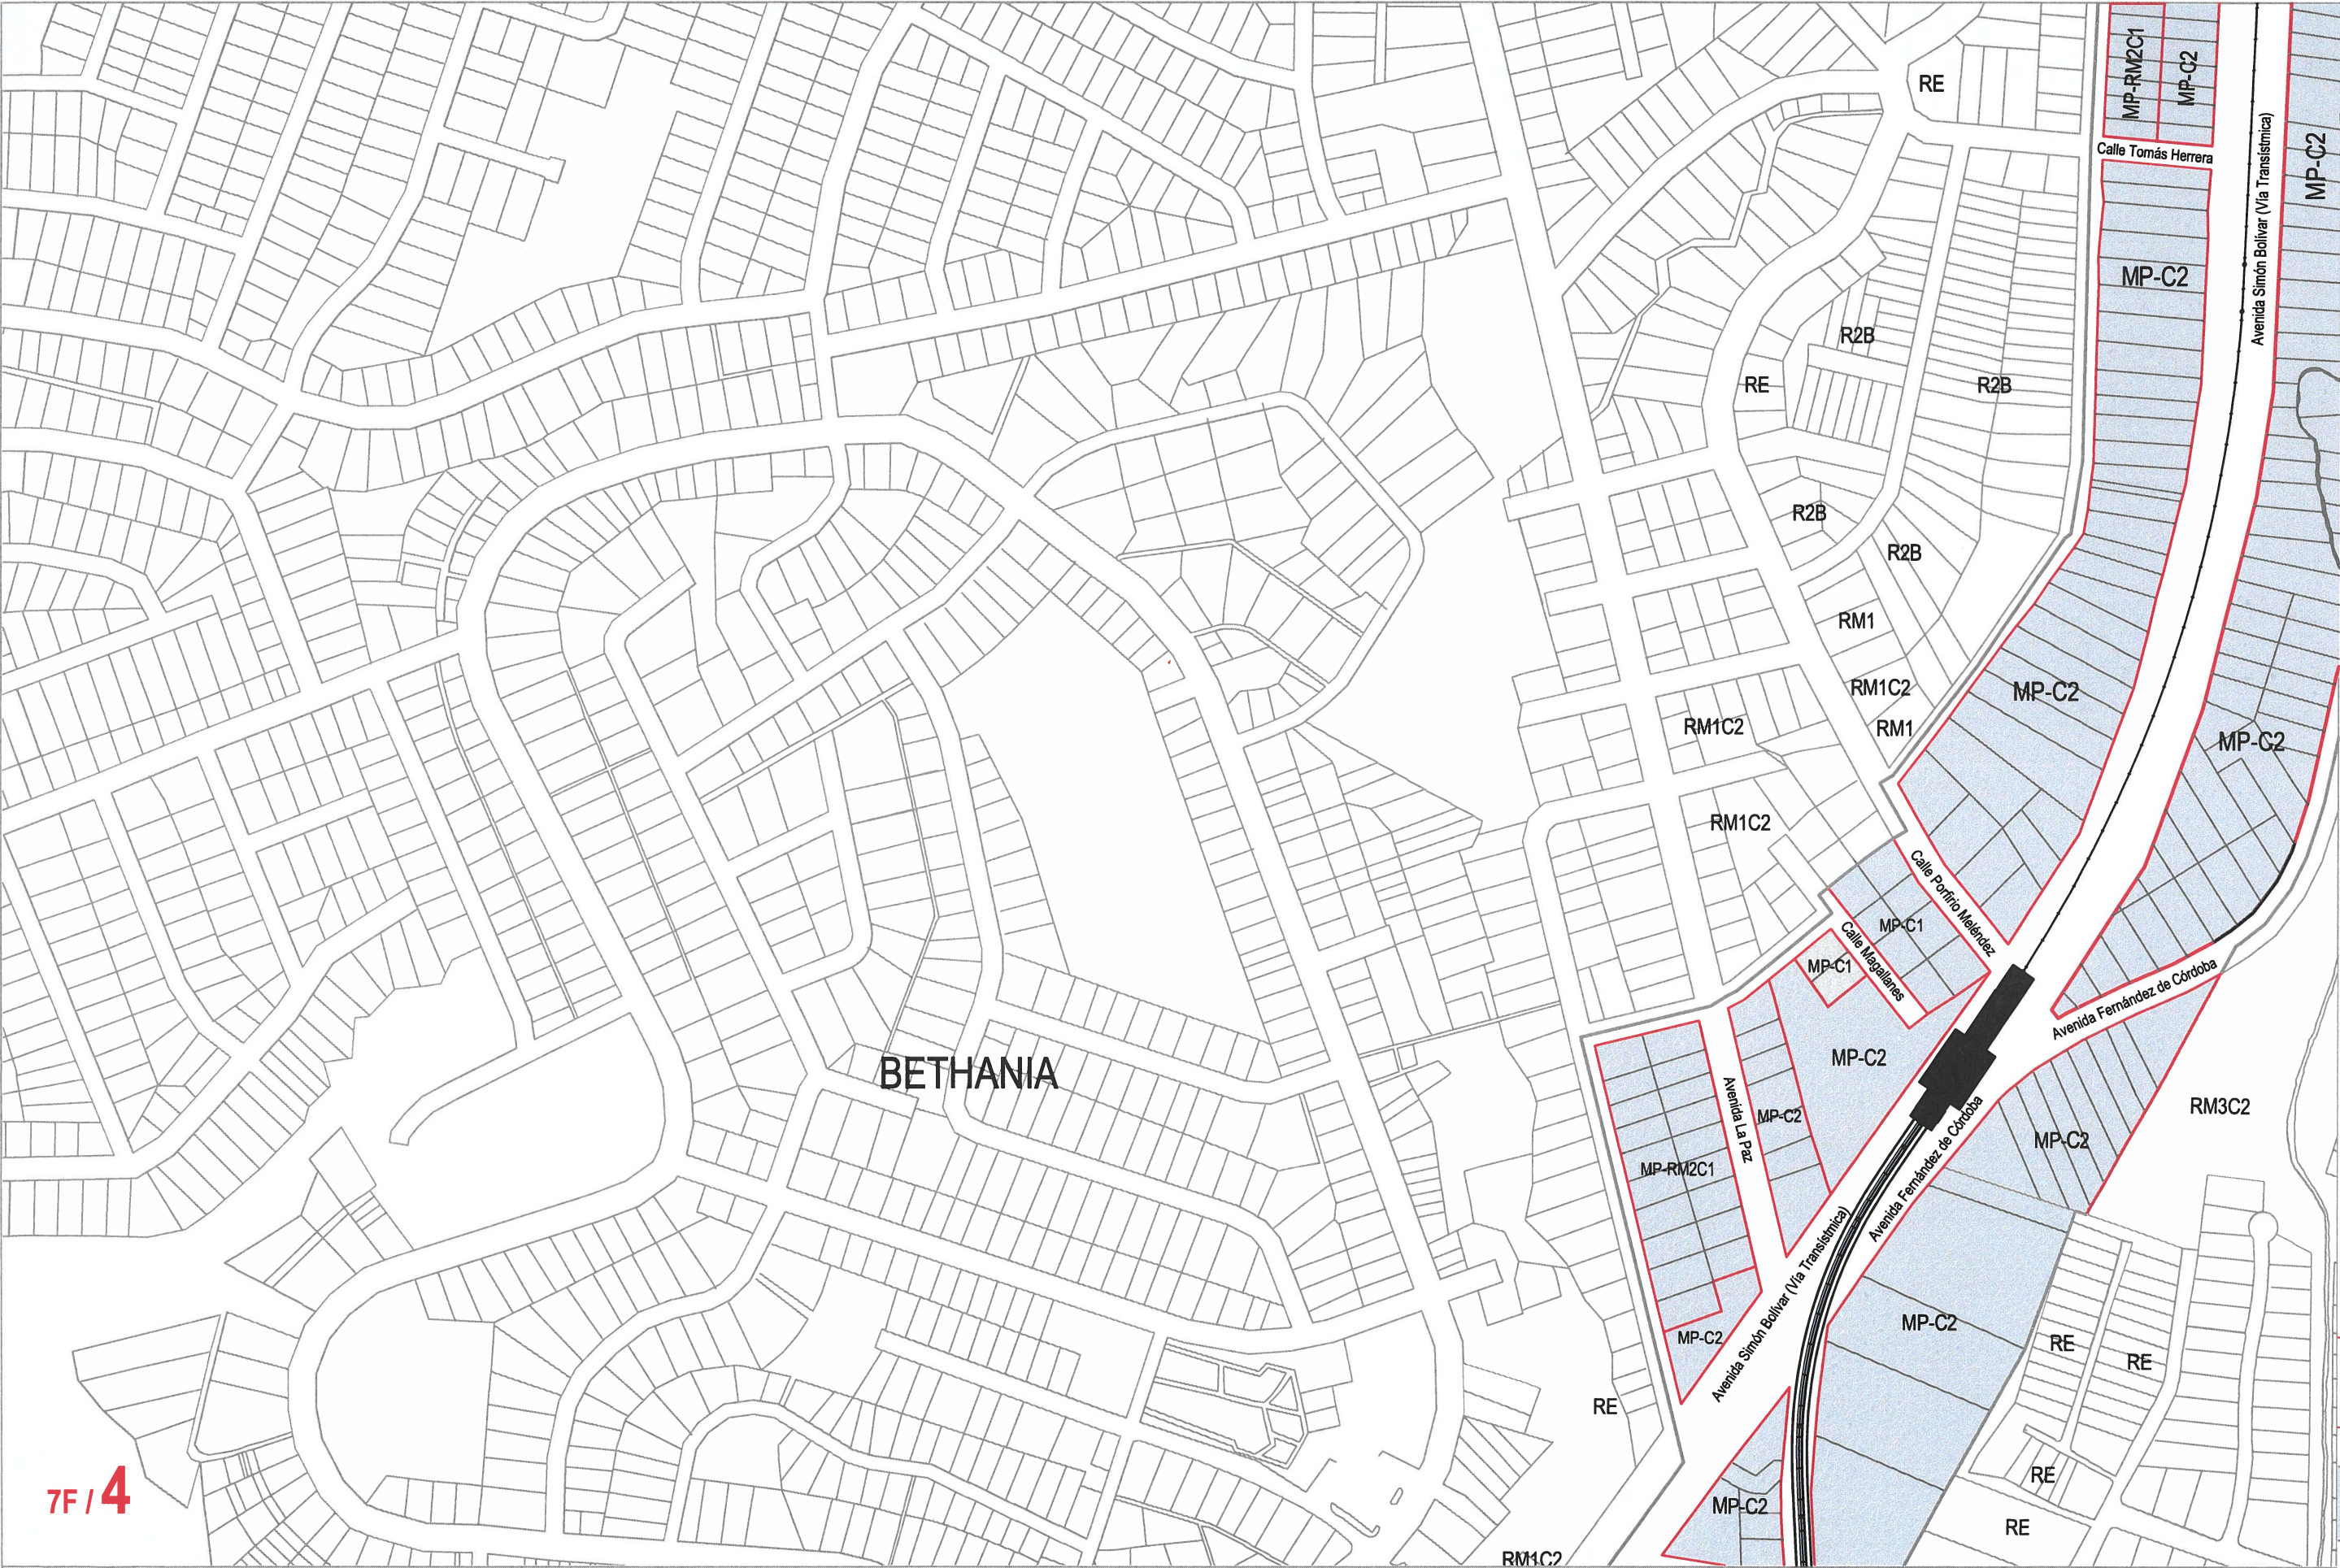 MP-RM2C1
MP-C2
RE
Calle Tomás Herrera
Avenida Simón Bolivar (Vía Transístmica)
MP-C2
MP-C2
R2B
RE
R2B
R2B
R2B
RM1
RM1C2
MP-C2
RM1C2
RM1
MP-C2
RM1C2
Calle Porfirio Meléndez
MP-C1
Calle Magallanes
MP-C1
Avenida Fernández de Córdoba
MP-C2
BETHANIA
Avenida La Paz
MP-C2
RM3C2
MP-C2
Avenida Fernández de Córdoba
MP-RM2C1
Avenida Simón Bolívar (Vía Transístmica)
MP-C2
MP-C2
RE
RE
RE
RE
7F / 4
MP-C2
RE
RM1C2